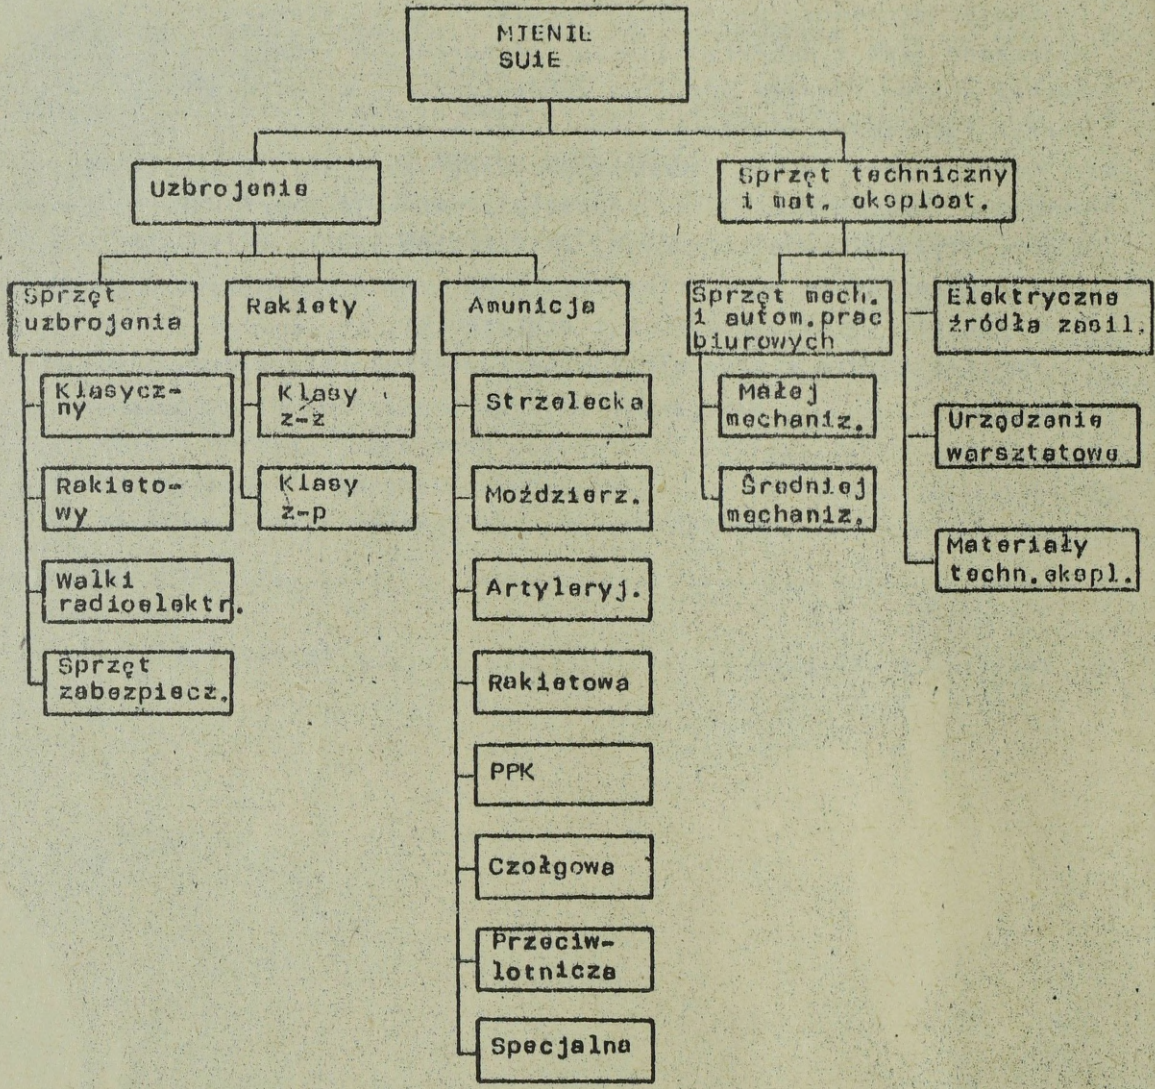 MIENIE
SUiE
Uzbrojenie
Sprzęt techniczny
i mat. eksploat.
Sprzęt
uzbrojenia
Rakiety
Amunicja
Sprzęt mech.
i autom.prac
biurowych
Elektryczne
źródła zasil.
Klasycz-
ny
Klasy
z-z
Strzelecka
Małej
mechaniz.
Urządzenie
warsztatowe
Rakieto-
wy
Klasy
z-p
Moździerz.
Średniej
mechaniz.
Walki
radioelektr.
Artyleryj.
Materiały
techn.ekspl.
Sprzęt
zabezpiecz.
Rakietowa
PPK
Czołgowa
Przeciw-
lotnicza
Specjalna